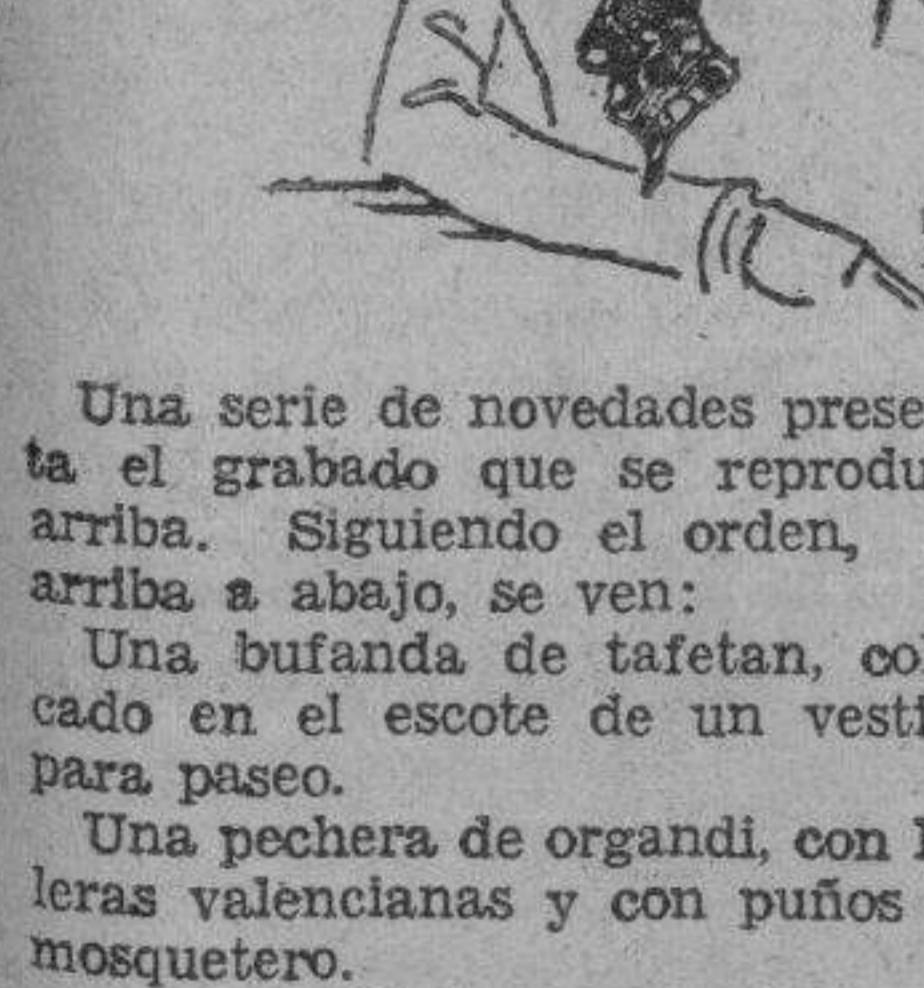 Una serie de novedades prese
ta el grabado que se reprodu
arriba. Siguiendo el orden,
arriba a abajo, se ven:
Una bufanda de tafetan, co
cado en el escote de un vesti
para paseo.
Una pechera de organdi, con
leras valencianas y con puños
mosquetero.